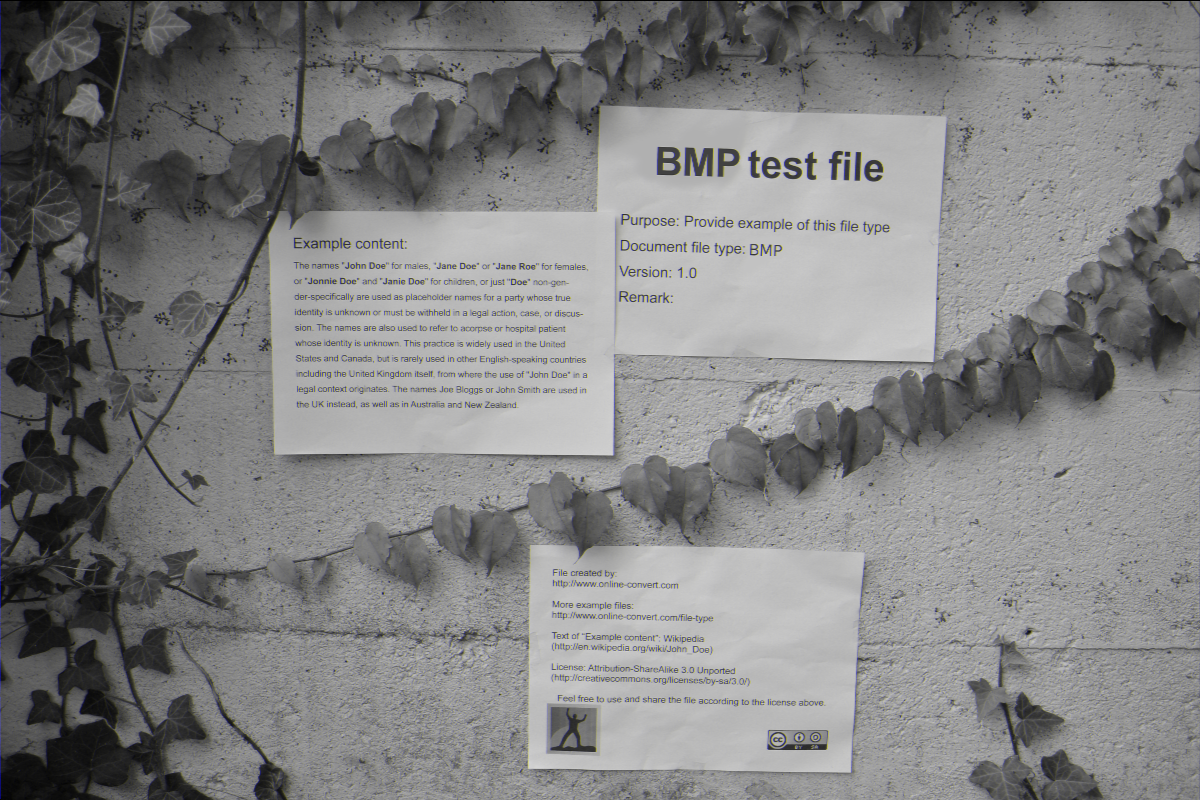 BMP test file
Purpose: Provide example of this file type
Document file type: BMP
Version: 1.0
Remark:
Example content:
The names "John Doe" for males, "Jane Doe" or "Jane Roe" for females,
or "Jonnie Doe" and "Janie Doe" for children, or just "Doe" non-gen-
der-specifically are used as placeholder names for a party whose true
identity is unknown or must be withheld in a legal action, case, or discus-
sion. The names are also used to refer to acorpse or hospital patient
whose identity is unknown. This practice is widely used in the United
States and Canada, but is rarely used in other English-speaking countries
including the United Kingdom itself, from where the use of "John Doe" in a
legal context originates. The names Joe Bloggs or John Smith are used in
the UK instead, as well as in Australia and New Zealand.
File created by:
http://www.online-convert.com
More example files:
http://www.online-convert.com/file-type
Text of "Example content": Wikipedia
(http://en.wikipedia.org/wiki/John_Doe)
License: Attribution-ShareAlike 3.0 Unported
(http://creativecommons.org/licenses/by-sa/3.0/)
Feel free to use and share the file according to the license above.
cc
BY SA